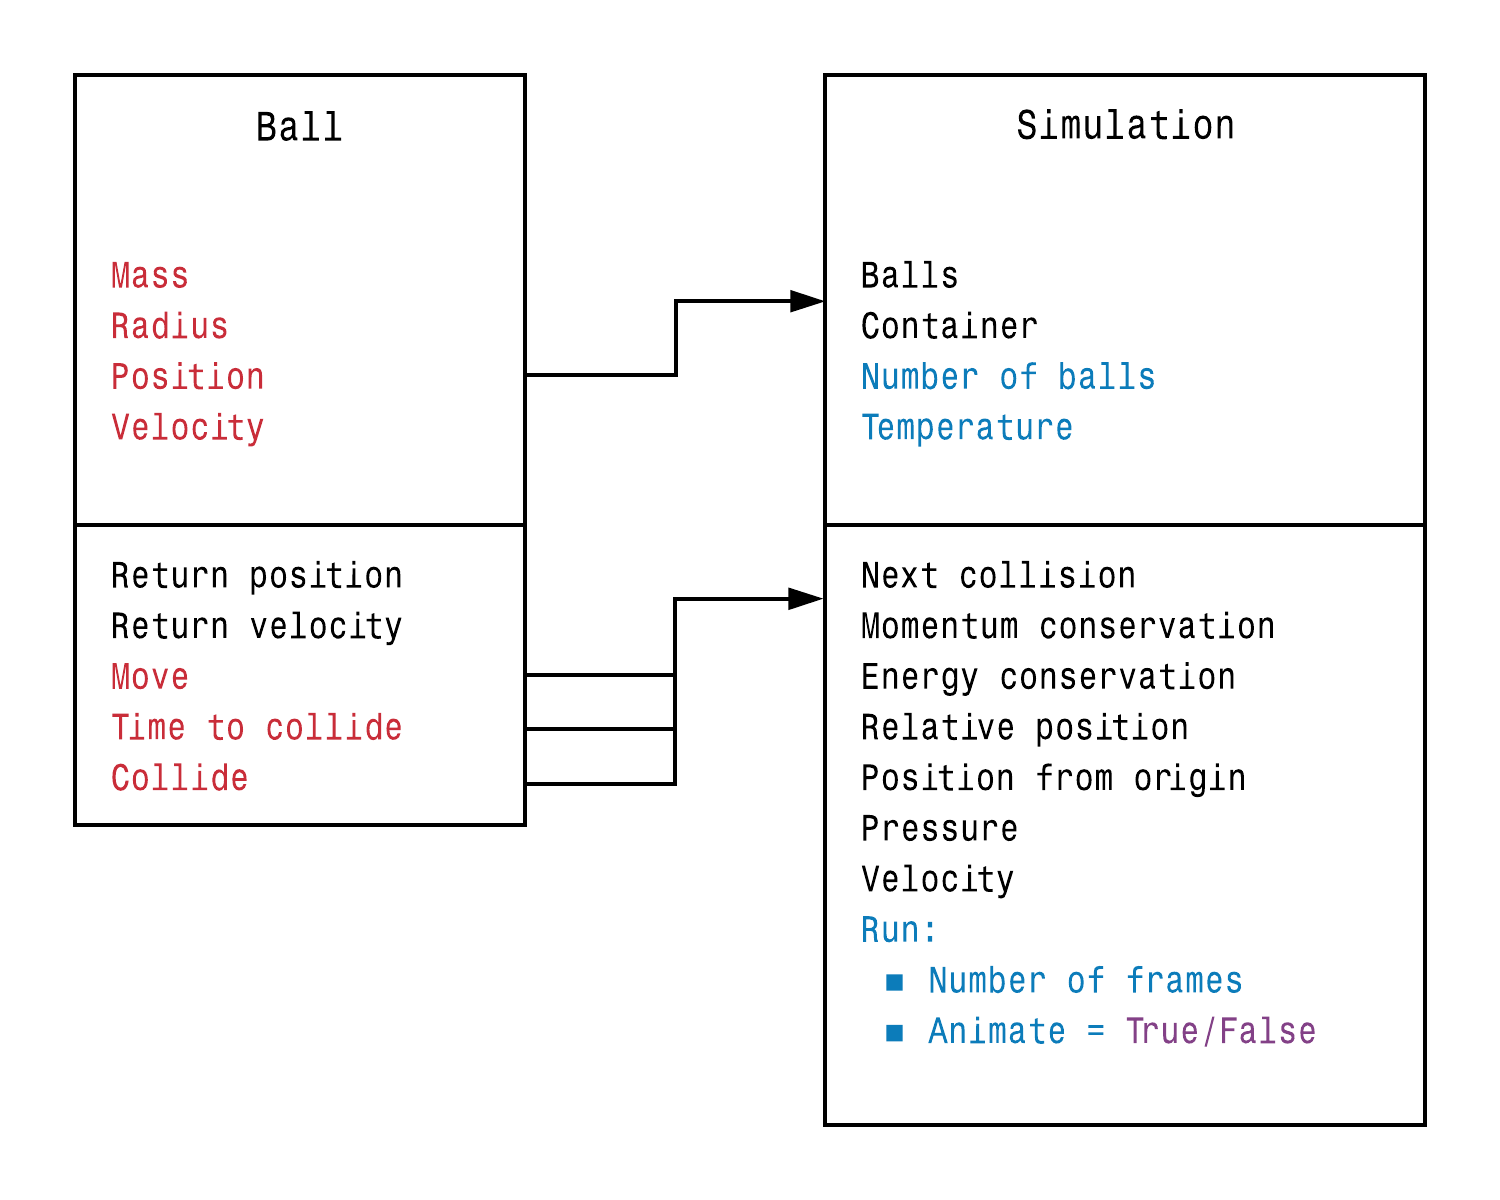 Ball
Mass
Radius
Position
Velocity
Return position
Return velocity
Move
Time to collide
Collide
Simulation
Balls
Container
Number of balls
Temperature
Next collision
Momentum conservation
Energy conservation
Relative position
Position from origin
Pressure
Velocity
Run:
■ Number of frames
■ Animate = True/False